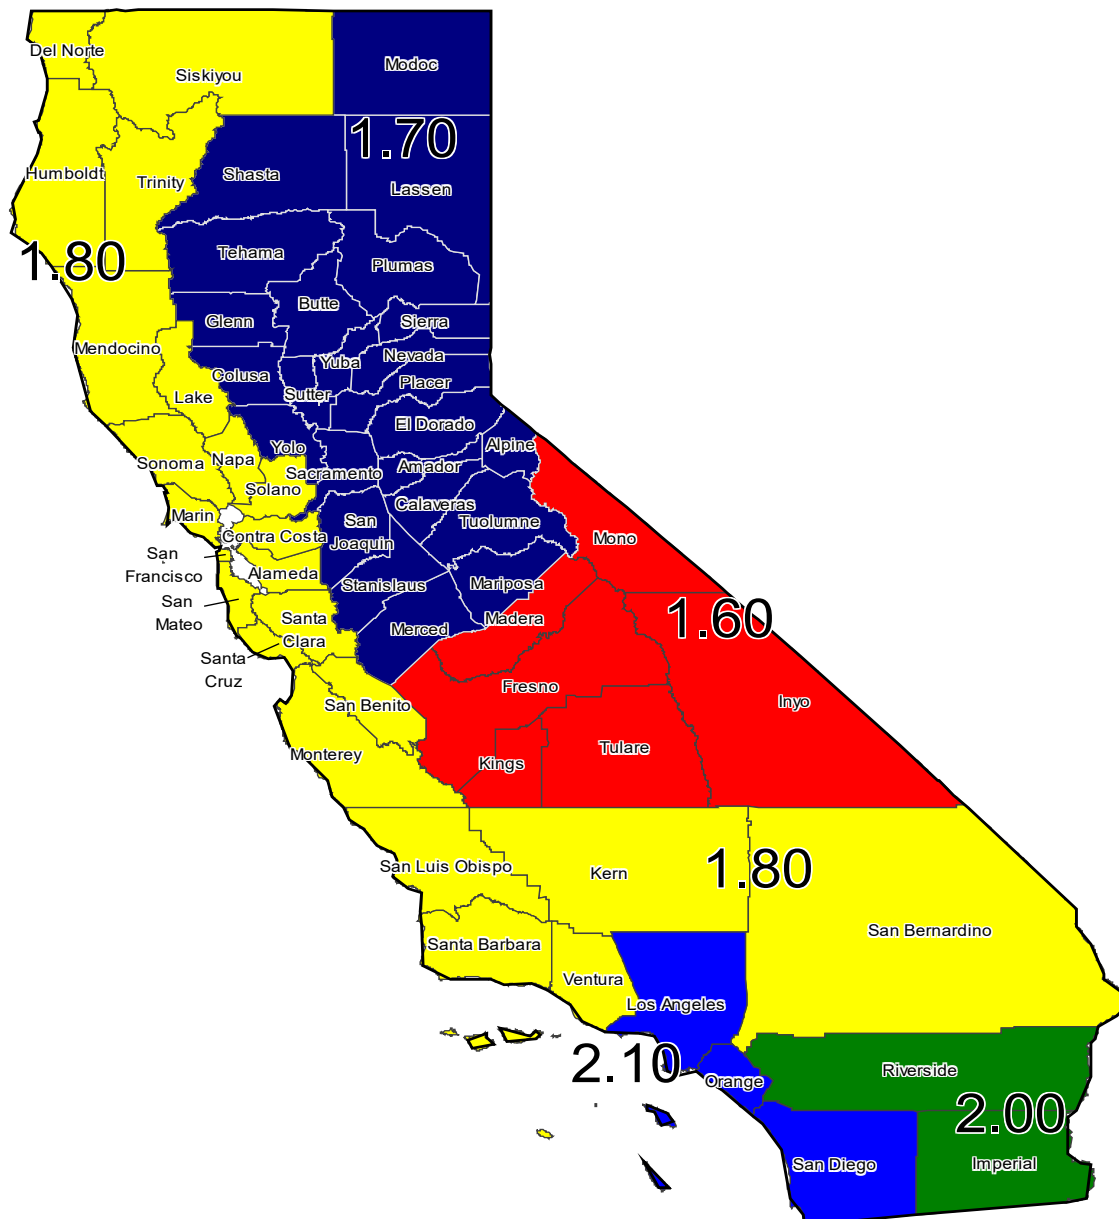 Del Norte
Siskiyou
Modoc
1.70
Humboldt
Trinity
Shasta
Lassen
1.80
Tehama
Plumas
Butte
Glenn
Sierra
Mendocino
Yuba
Nevada
Colusa
Placer
Lake
Sutter
El Dorado
Sonoma
Napa
Yolo
Alpine
Solano
Sacramento
Amador
Marin
Calaveras
Contra Costa
San
Joaquin
Tuolumne
Mono
San
Francisco
Alameda
Stanislaus
Mariposa
San
Mateo
Santa
Clara
Merced
Madera
1.60
Santa
Cruz
Fresno
Inyo
San Benito
Monterey
Kings
Tulare
San Luis Obispo
Kern
1.80
Santa Barbara
San Bernardino
Ventura
Los Angeles
2.10
Orange
Riverside
2.00
San Diego
Imperial